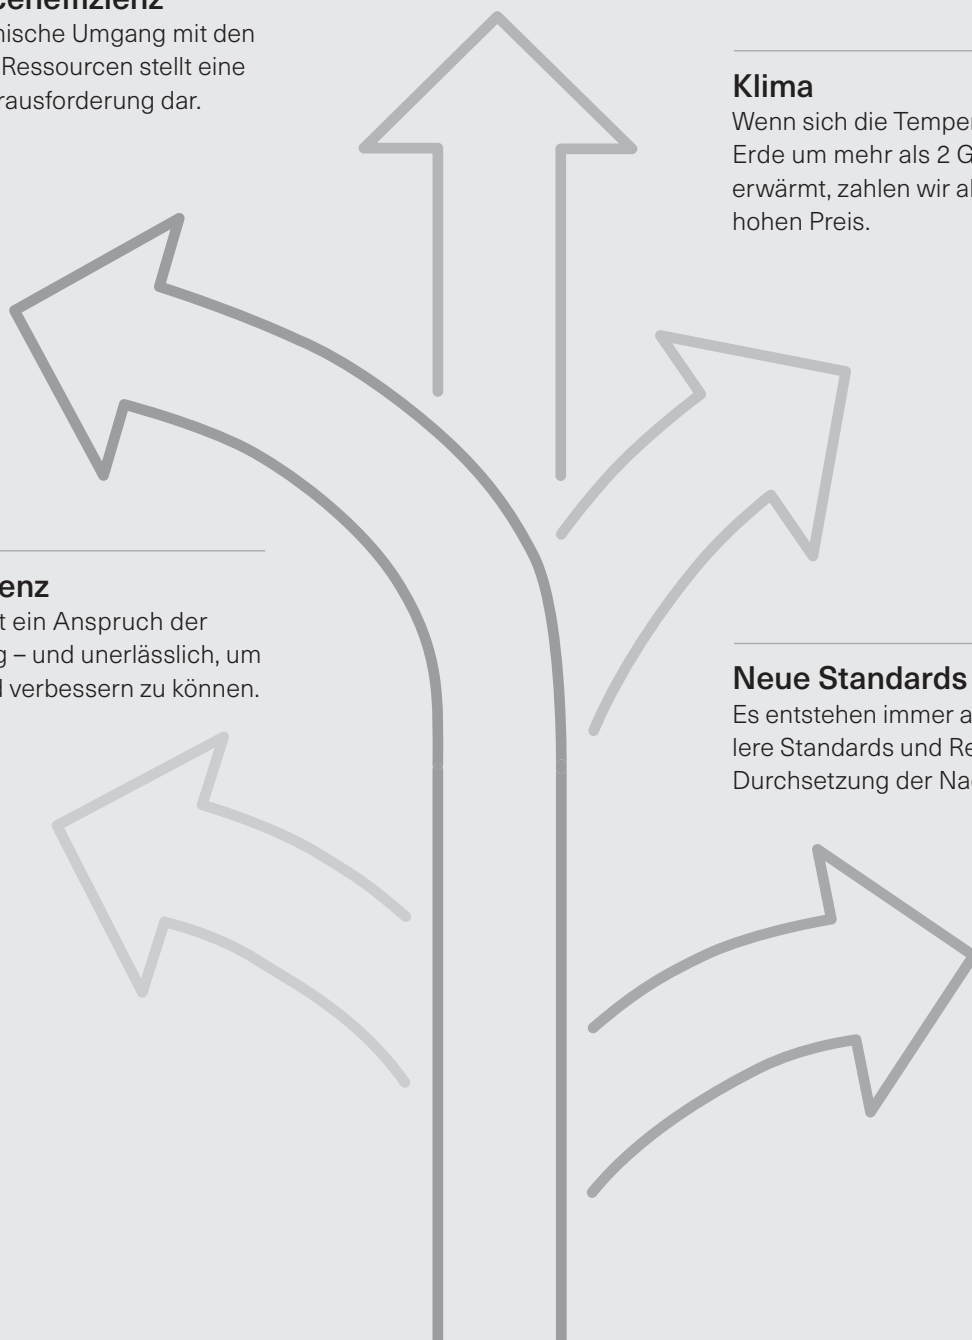 nische Umgang mit den
Ressourcen stellt eine
rausforderung dar.
Klima
Wenn sich die Temper
Erde um mehr als 2 G
erwärmt, zahlen wir al
hohen Preis.
enz
t ein Anspruch der
g – und unerlässlich, um
d verbessern zu können.
Neue Standards
Es entstehen immer a
lere Standards und Re
Durchsetzung der Na